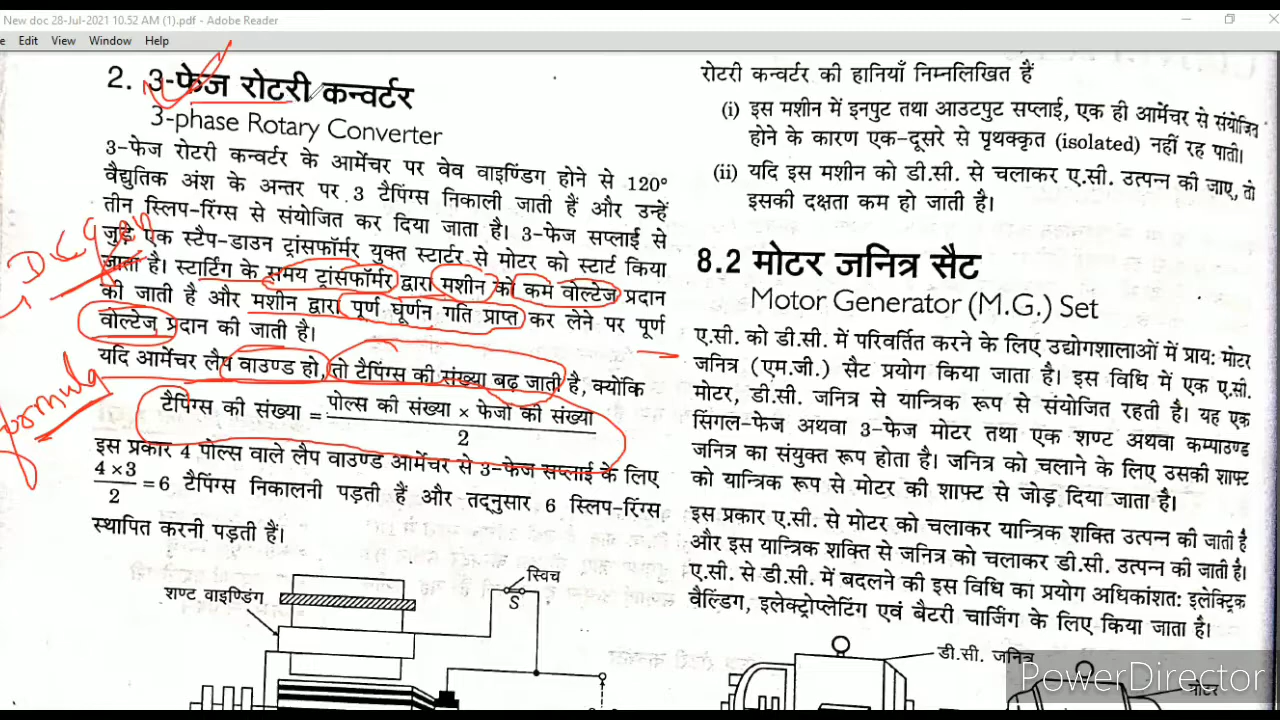 New doc 28-Jul-2021 10.52 AM (1).pdf - Adobe Reader
e Edit View Window Help
2. 3-फेज रोटरी कन्वर्टर
3-phase Rotary Converter
3-फेज रोटरी कन्वर्टर के आर्मेचर पर वेव वाइण्डिंग होने से 120°
वैद्युतिक अंश के अन्तर पर 3 टैपिंग्स निकाली जाती हैं और उन्हें
तीन स्लिप-रिंग्स से संयोजित कर दिया जाता है। 3-फेज सप्लाई से
जुड़े एक स्टैप-डाउन ट्रांसफॉर्मर युक्त स्टार्टर से मोटर को स्टार्ट किया
जाता है। स्टार्टिंग के समय ट्रांसफॉर्मर द्वारा मशीन को कम वोल्टेज प्रदान
की जाती है और मशीन द्वारा पूर्ण घूर्णन गति प्राप्त कर लेने पर पूर्ण
वोल्टेज प्रदान की जाती है।
यदि आर्मेचर लैप वाउण्ड हो, तो टैपिंग्स की संख्या बढ़ जाती है, क्योंकि
टैपिंग्स की संख्या = पोल्स की संख्या × फेजों की संख्या
2
इस प्रकार 4 पोल्स वाले लैप वाउण्ड आर्मेचर से 3-फेज सप्लाई के लिए
4×3
2 =6 टैपिंग्स निकालनी पड़ती हैं और तद्नुसार 6 स्लिप-रिंग्स
स्थापित करनी पड़ती हैं।
DC gen
formula
शण्ट वाइण्डिंग
स्विच
S
रोटरी कन्वर्टर की हानियाँ निम्नलिखित हैं
(i) इस मशीन में इनपुट तथा आउटपुट सप्लाई, एक ही आर्मेचर से संयोजित
होने के कारण एक-दूसरे से पृथक्कृत (isolated) नहीं रह पाती।
(ii) यदि इस मशीन को डी.सी. से चलाकर ए.सी. उत्पन्न की जाए, तो
इसकी दक्षता कम हो जाती है।
8.2 मोटर जनित्र सैट
Motor Generator (M.G.) Set
ए.सी. को डी.सी. में परिवर्तित करने के लिए उद्योगशालाओं में प्राय: मोटर
जनित्र (एम.जी.) सैट प्रयोग किया जाता है। इस विधि में एक ए.सी.
मोटर, डी.सी. जनित्र से यान्त्रिक रूप से संयोजित रहती है। यह एक
सिंगल-फेज अथवा 3-फेज मोटर तथा एक शण्ट अथवा कम्पाउण्ड
जनित्र का संयुक्त रूप होता है। जनित्र को चलाने के लिए उसकी शाफ्ट
को यान्त्रिक रूप से मोटर की शाफ्ट से जोड़ दिया जाता है।
इस प्रकार ए.सी. से मोटर को चलाकर यान्त्रिक शक्ति उत्पन्न की जाती है
और इस यान्त्रिक शक्ति से जनित्र को चलाकर डी.सी. उत्पन्न की जाती है।
ए.सी. से डी.सी. में बदलने की इस विधि का प्रयोग अधिकांशत: इलेक्ट्रिक
वैल्डिंग, इलेक्ट्रोप्लेटिंग एवं बैटरी चार्जिंग के लिए किया जाता है।
डी.सी. जनित्र
मोटर
PowerDirector